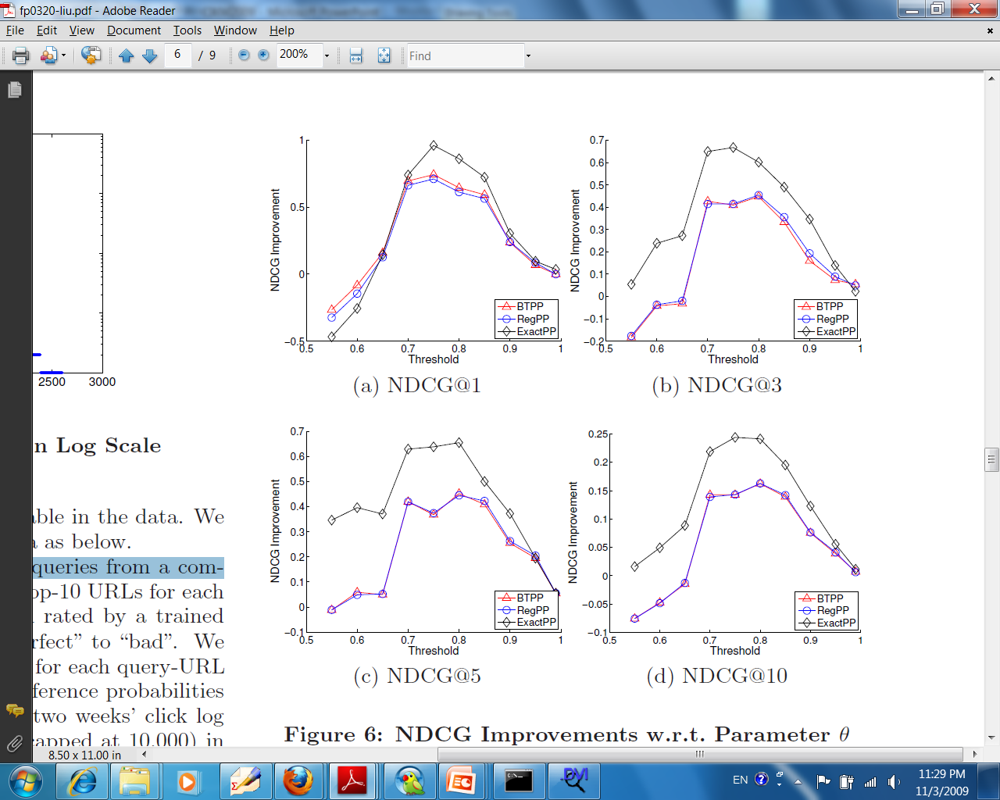 fp0320-liu.pdf - Adobe Reader
File Edit View Document Tools Window Help
6 / 9 200% Find
1
0.5
0
−0.5
0.5 0.6 0.7 0.8 0.9 1
NDCG Improvement
Threshold
BTPP
RegPP
ExactPP
(a) NDCG@1
0.7
0.6
0.5
0.4
0.3
0.2
0.1
0
−0.1
−0.2
0.5 0.6 0.7 0.8 0.9 1
NDCG Improvement
Threshold
BTPP
RegPP
ExactPP
(b) NDCG@3
2500 3000
n Log Scale
able in the data. We
a as below.
queries from a com-
op-10 URLs for each
rated by a trained
rfect” to “bad”. We
for each query-URL
ference probabilities
two weeks’ click log
capped at 10,000) in
0.7
0.6
0.5
0.4
0.3
0.2
0.1
0
−0.1
0.5 0.6 0.7 0.8 0.9 1
NDCG Improvement
Threshold
BTPP
RegPP
ExactPP
(c) NDCG@5
0.25
0.2
0.15
0.1
0.05
0
−0.05
−0.1
0.5 0.6 0.7 0.8 0.9 1
NDCG Improvement
Threshold
BTPP
RegPP
ExactPP
(d) NDCG@10
Figure 6: NDCG Improvements w.r.t. Parameter θ
8.50 x 11.00 in
EN
11:29 PM
11/3/2009